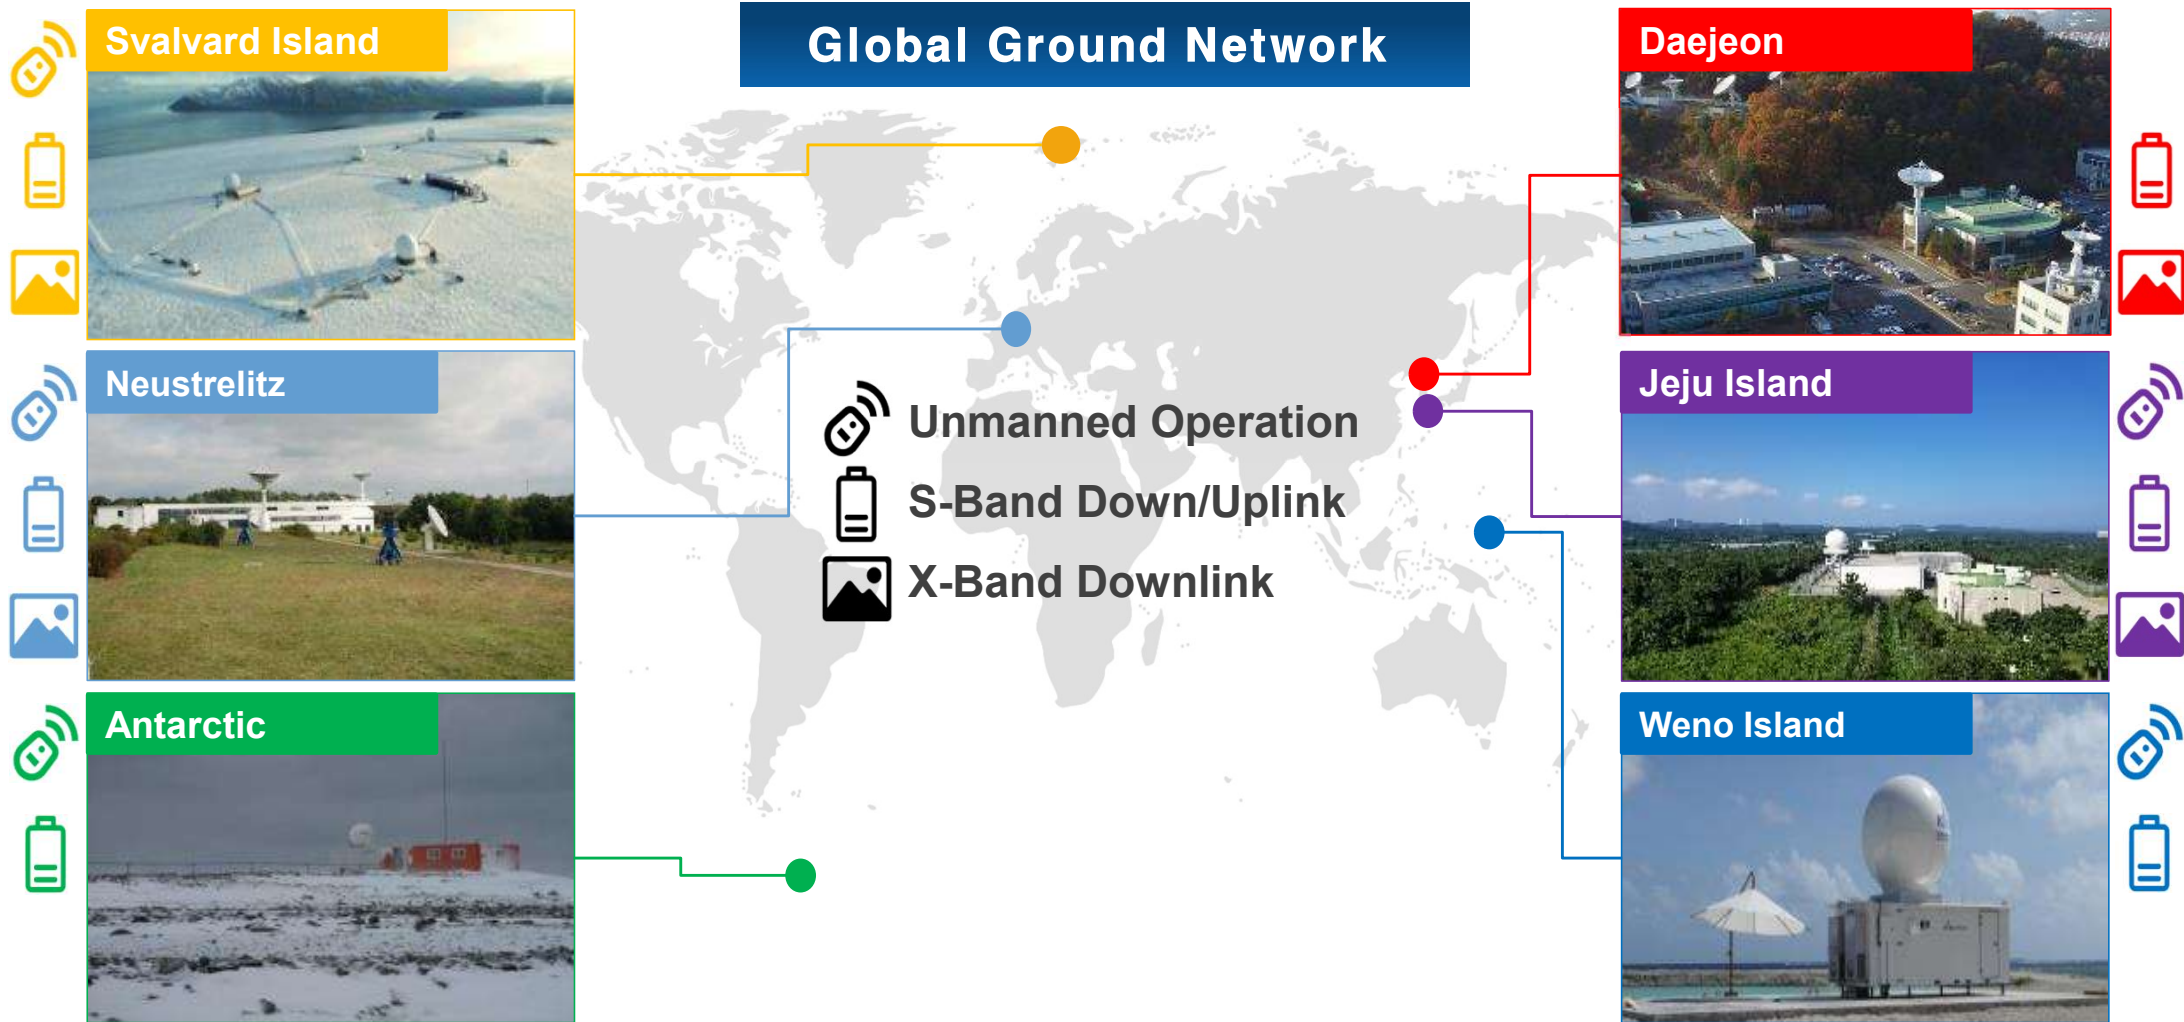 Global Ground Network
Svalvard Island
Neustrelitz
Antarctic
Unmanned Operation
S-Band Down/Uplink
X-Band Downlink
Daejeon
Jeju Island
Weno Island